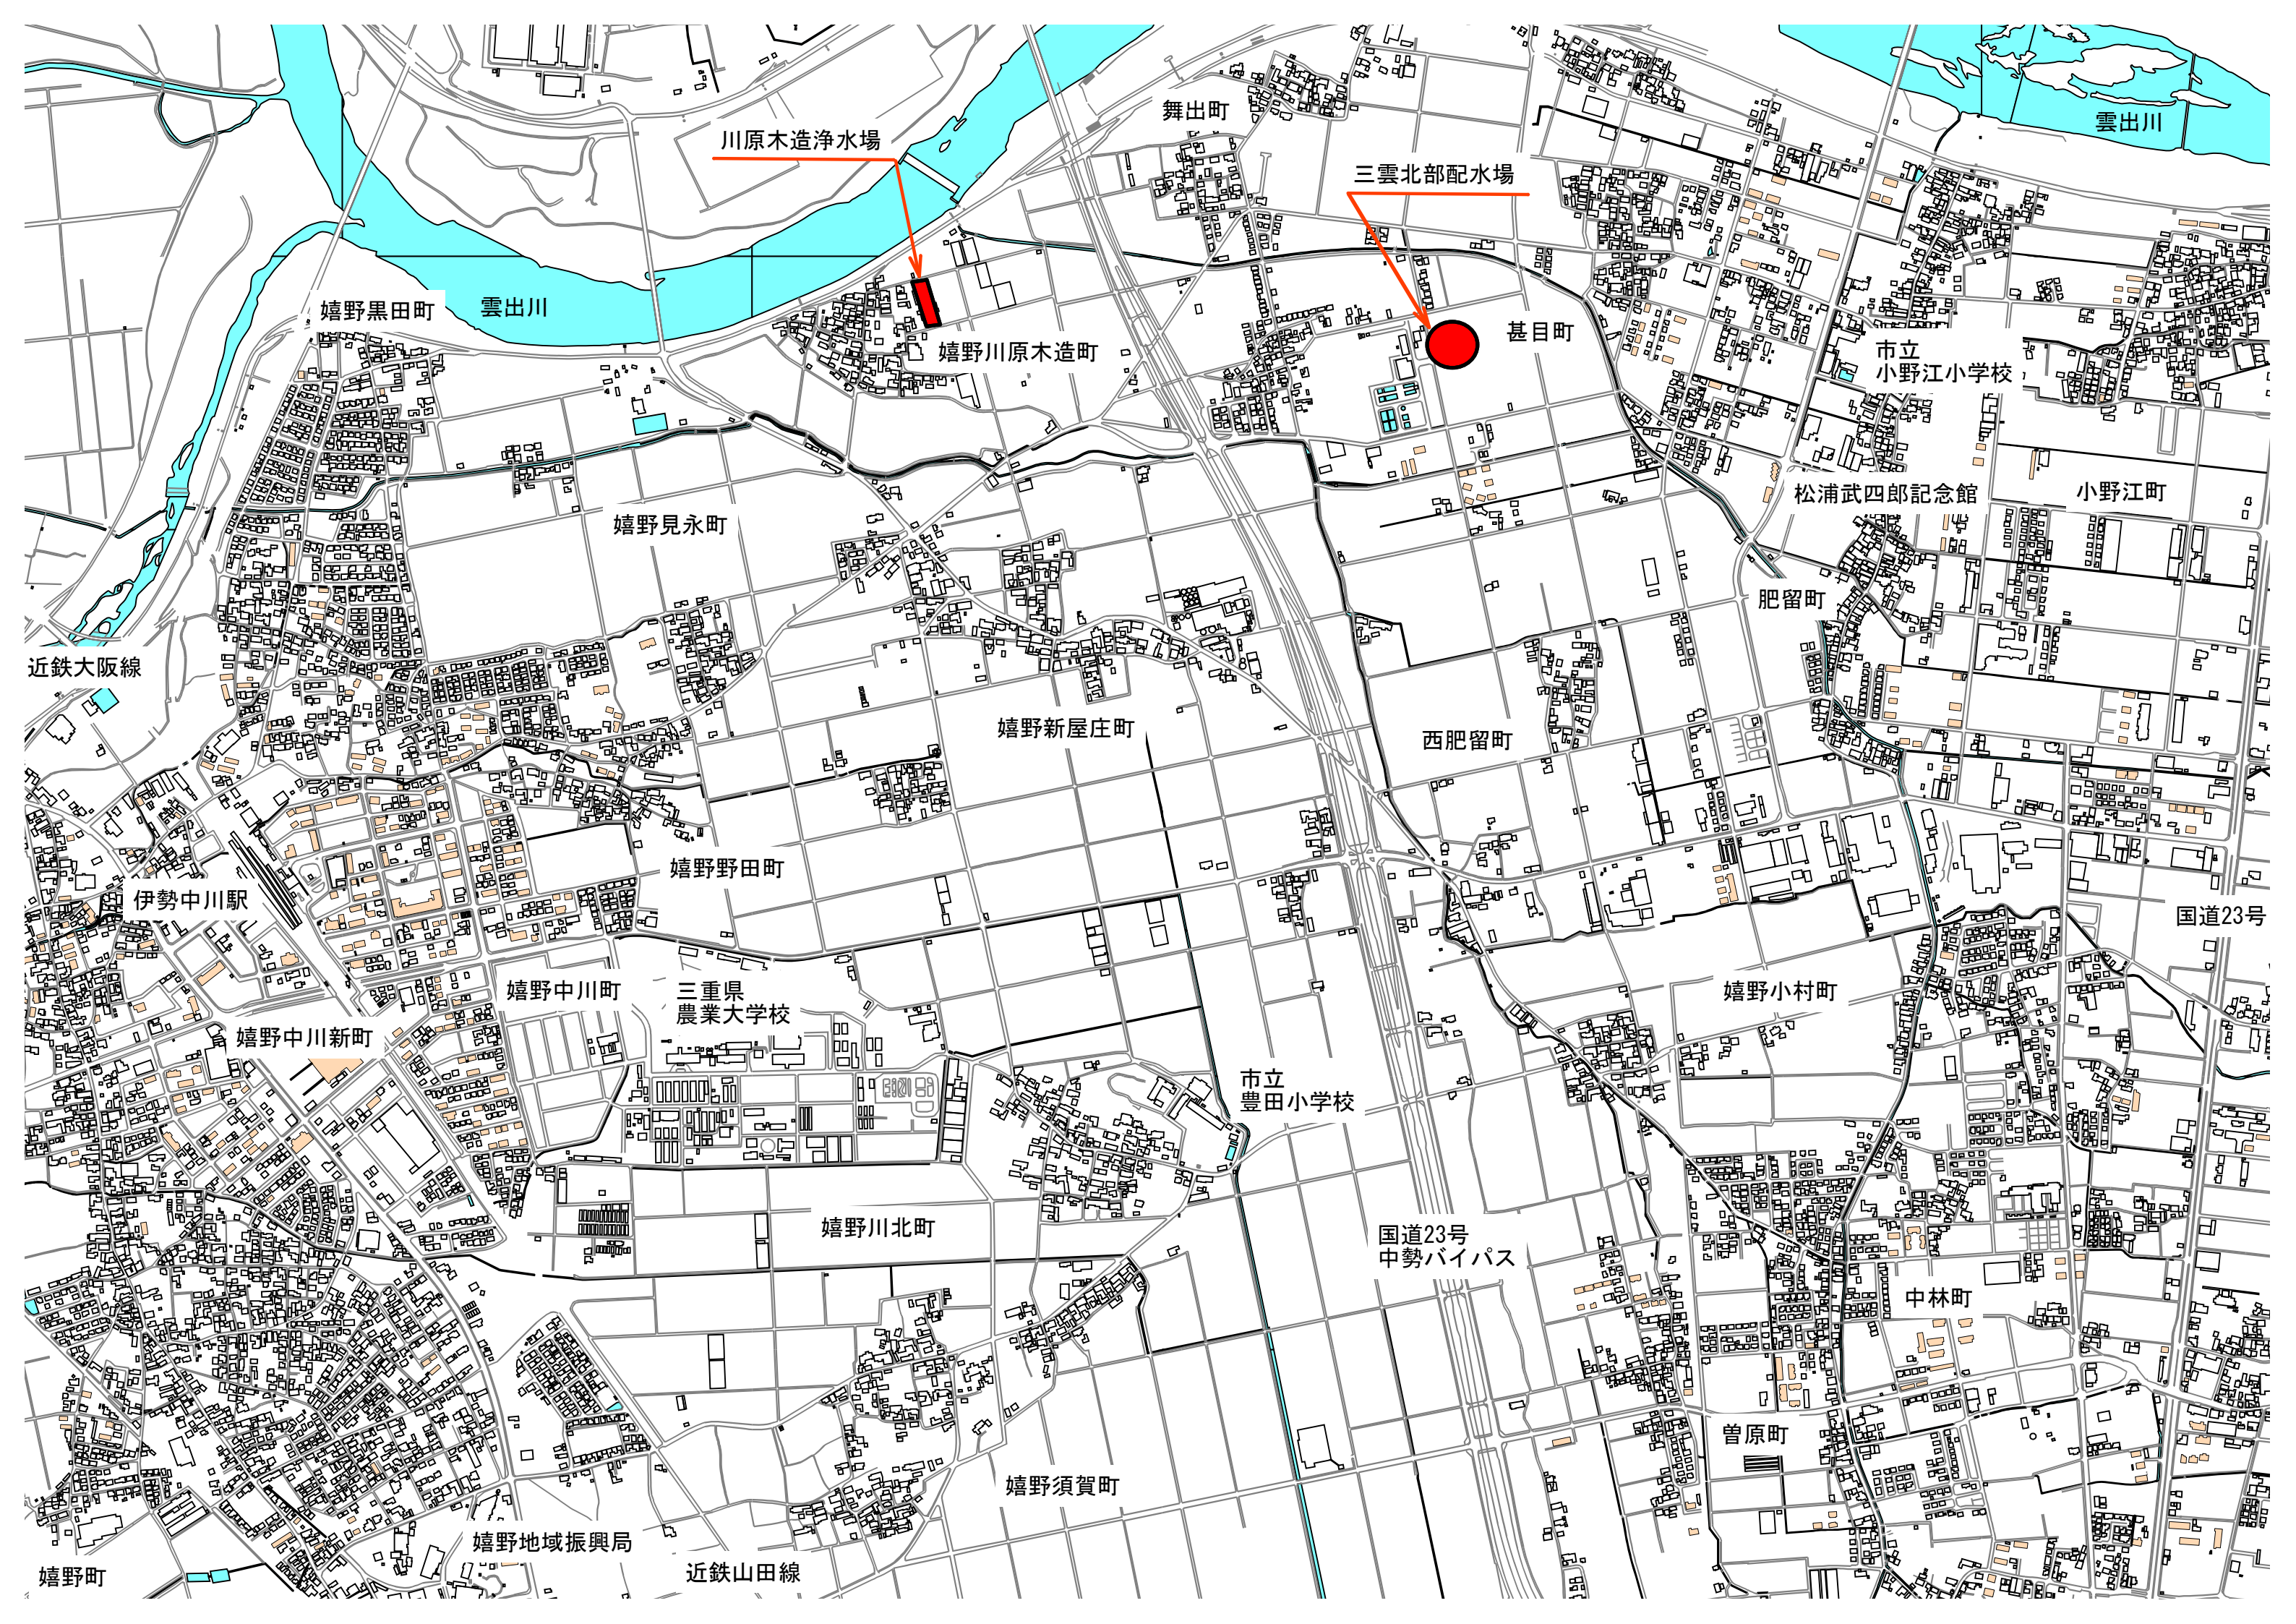 舞出町
雲出川
川原木造浄水場
三雲北部配水場
嬉野黒田町
雲出川
甚目町
嬉野川原木造町
市立
小野江小学校
松浦武四郎記念館
小野江町
嬉野見永町
肥留町
近鉄大阪線
嬉野新屋庄町
西肥留町
嬉野野田町
伊勢中川駅
国道23号
嬉野中川町
三重県
農業大学校
嬉野小村町
嬉野中川新町
市立
豊田小学校
嬉野川北町
国道23号
中勢バイパス
中林町
曽原町
嬉野須賀町
嬉野地域振興局
近鉄山田線
嬉野町